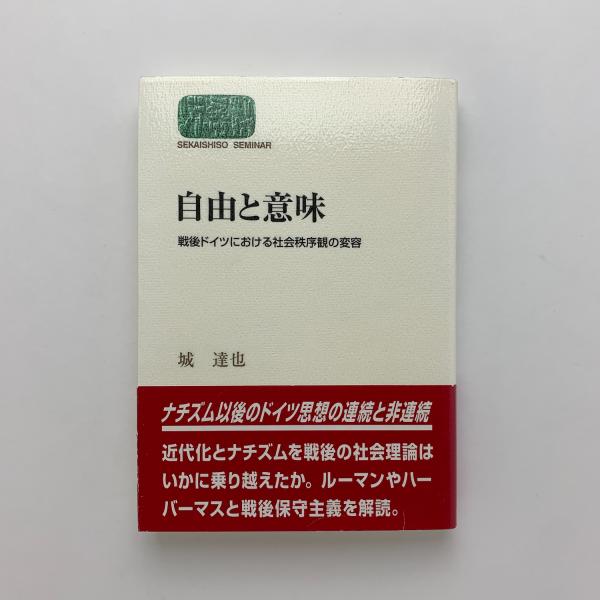 SEKAISHISO SEMINAR
自由と意味
戦後ドイツにおける社会秩序観の変容
城 達也
ナチズム以後のドイツ思想の連続と非連続
近代化とナチズムを戦後の社会理論は
いかに乗り越えたか。ルーマンやハー
バーマスと戦後保守主義を解読。